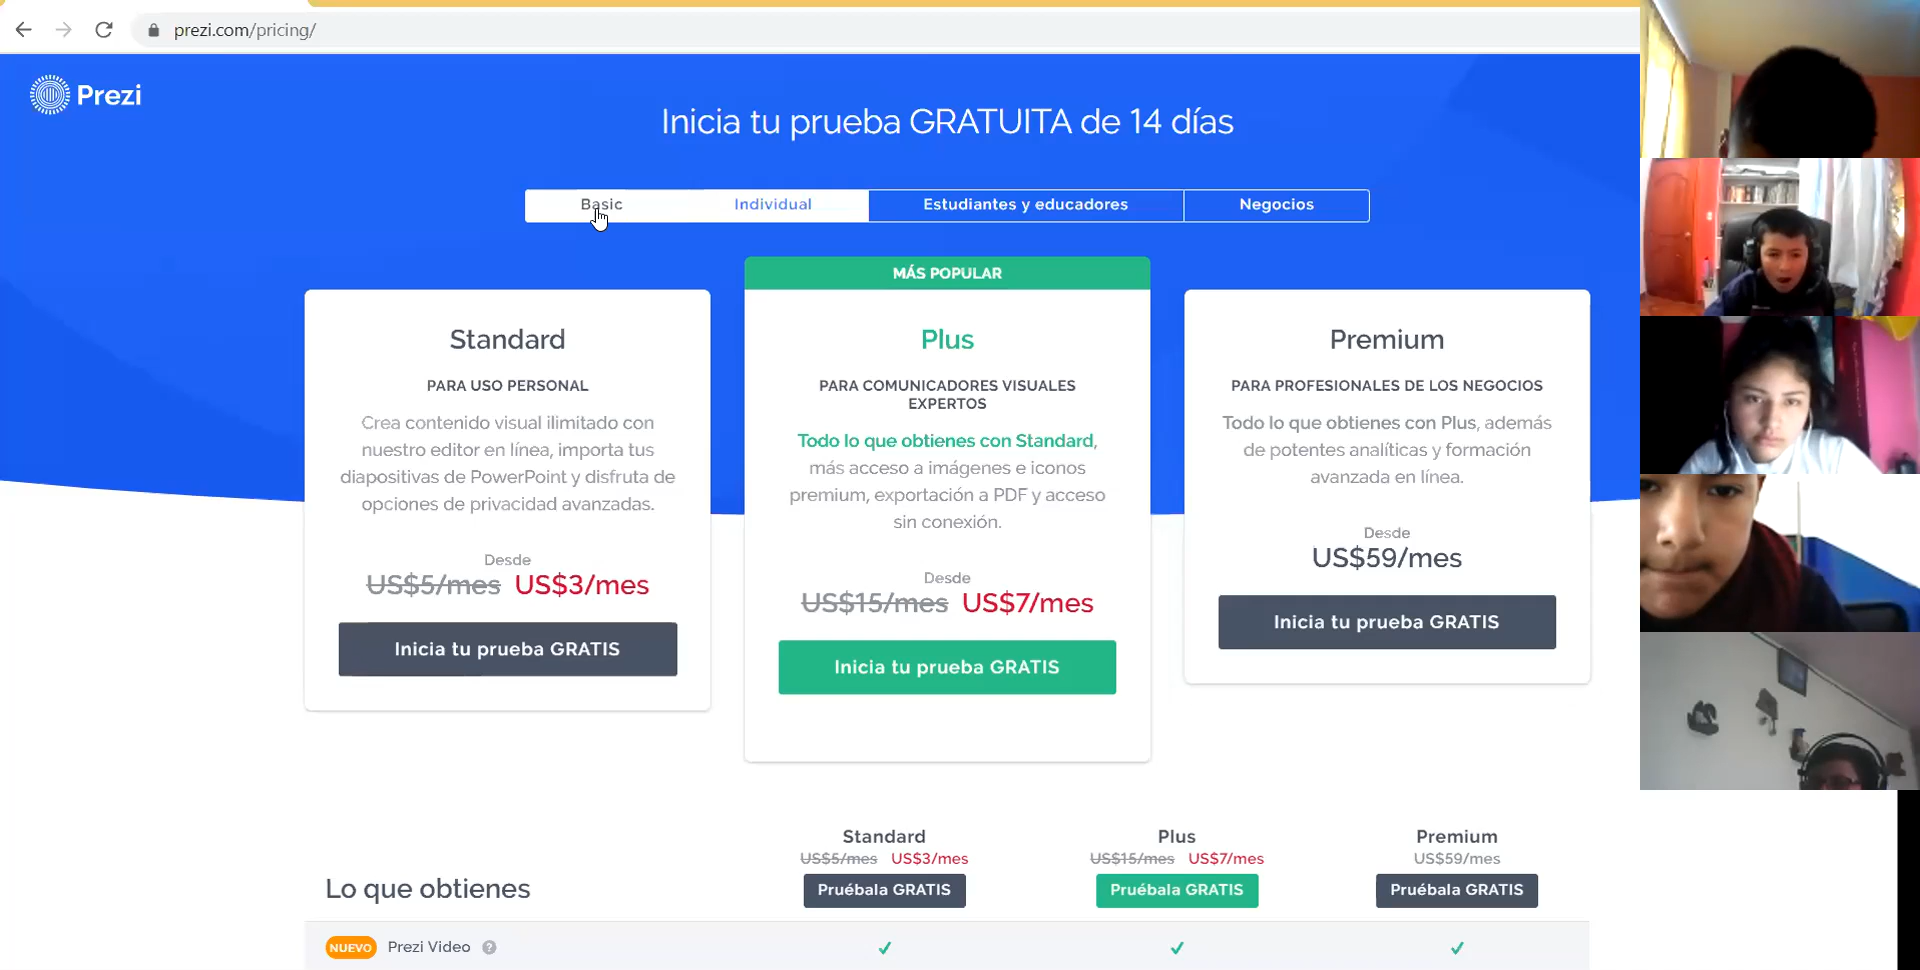 prezi.com/pricing/
Prezi
Inicia tu prueba GRATUITA de 14 días
Basic
Individual
Estudiantes y educadores
Negocios
Standard
PARA USO PERSONAL
Crea contenido visual ilimitado con
nuestro editor en línea, importa tus
diapositivas de PowerPoint y disfruta de
opciones de privacidad avanzadas.
Desde
US$5/mes US$3/mes
Inicia tu prueba GRATIS
MÁS POPULAR
Plus
PARA COMUNICADORES VISUALES
EXPERTOS
Todo lo que obtienes con Standard,
más acceso a imágenes e iconos
premium, exportación a PDF y acceso
sin conexión.
Desde
US$15/mes US$7/mes
Inicia tu prueba GRATIS
Premium
PARA PROFESIONALES DE LOS NEGOCIOS
Todo lo que obtienes con Plus, además
de potentes analíticas y formación
avanzada en línea.
Desde
US$59/mes
Inicia tu prueba GRATIS
Lo que obtienes
Standard
US$5/mes US$3/mes
Pruébala GRATIS
Plus
US$15/mes US$7/mes
Pruébala GRATIS
Premium
US$59/mes
Pruébala GRATIS
NUEVO Prezi Video ?